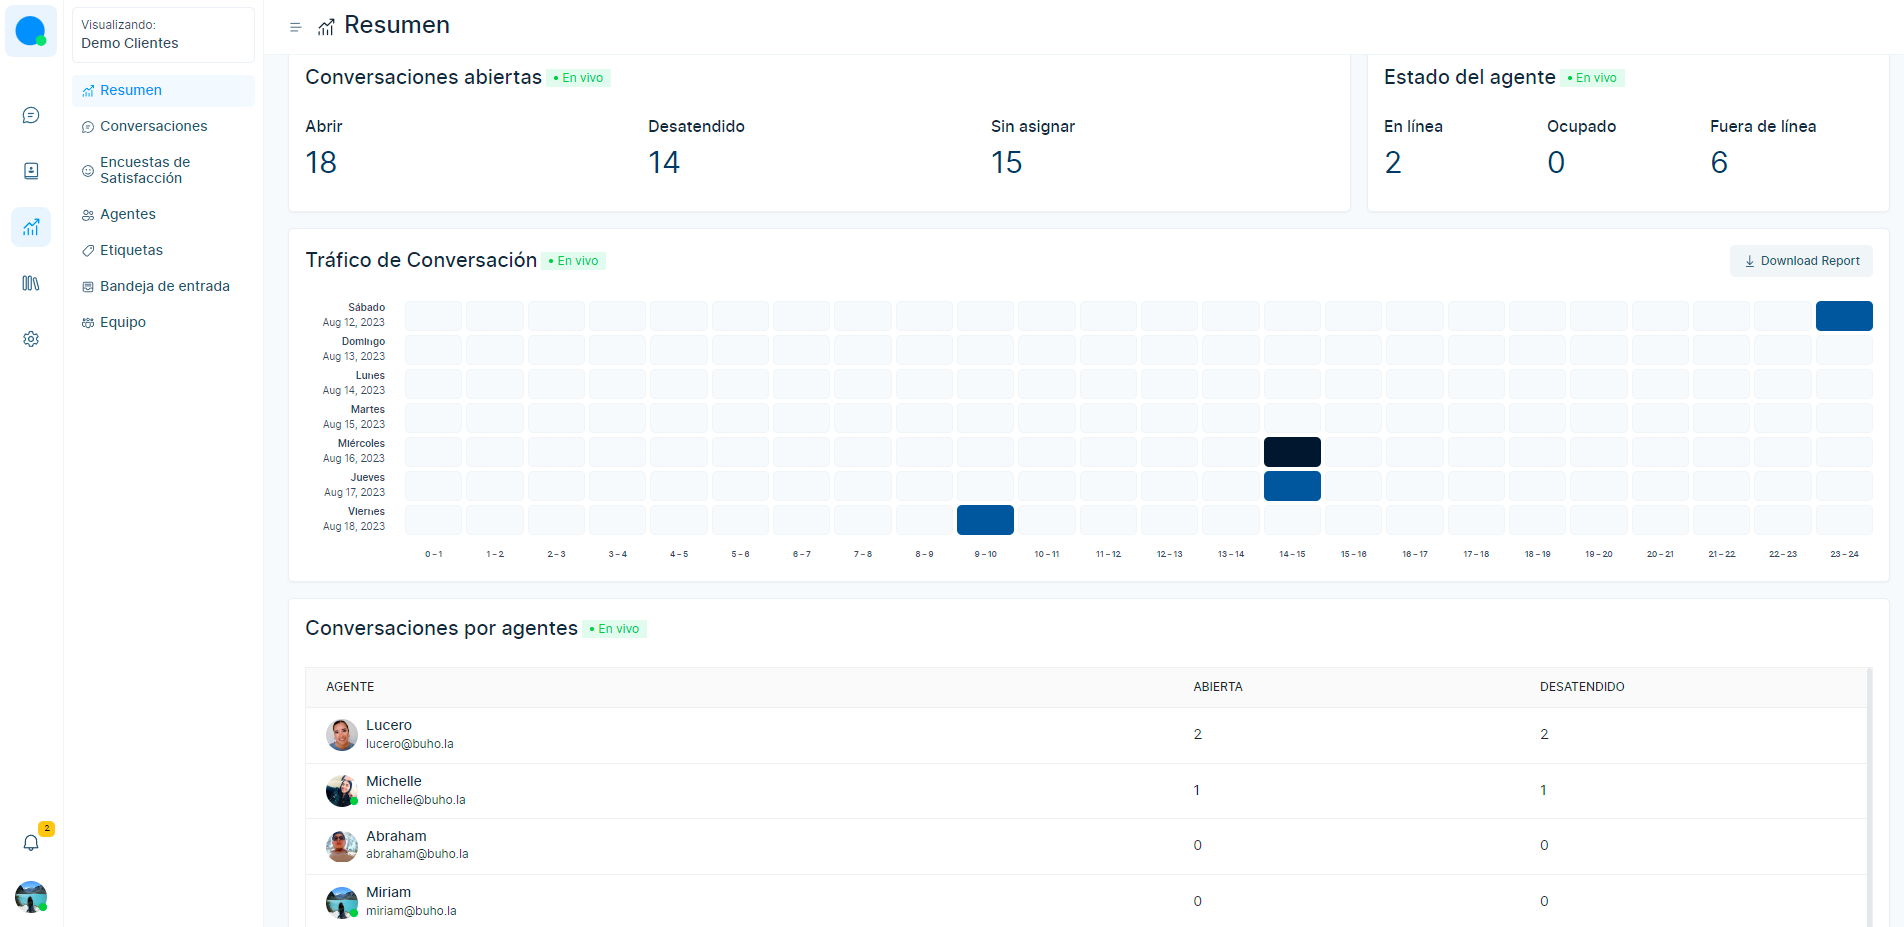 Visualizando:
Demo Clientes
Resumen
Conversaciones
Encuestas de
Satisfacción
Agentes
Etiquetas
Bandeja de entrada
Equipo
2
Resumen
Conversaciones abiertas • En vivo
Abrir Desatendido Sin asignar
18 14 15
Estado del agente • En vivo
En línea Ocupado Fuera de línea
2 0 6
Tráfico de Conversación • En vivo
Download Report
Sábado
Aug 12, 2023
Domingo
Aug 13, 2023
Lunes
Aug 14, 2023
Martes
Aug 15, 2023
Miércoles
Aug 16, 2023
Jueves
Aug 17, 2023
Viernes
Aug 18, 2023
0 – 1 1 – 2 2 – 3 3 – 4 4 – 5 5 – 6 6 – 7 7 – 8 8 – 9 9 – 10 10 – 11 11 – 12 12 – 13 13 – 14 14 – 15 15 – 16 16 – 17 17 – 18 18 – 19 19 – 20 20 – 21 21 – 22 22 – 23 23 – 24
Conversaciones por agentes • En vivo
AGENTE ABIERTA DESATENDIDO
Lucero
lucero@buho.la 2 2
Michelle
michelle@buho.la 1 1
Abraham
abraham@buho.la 0 0
Miriam
miriam@buho.la 0 0